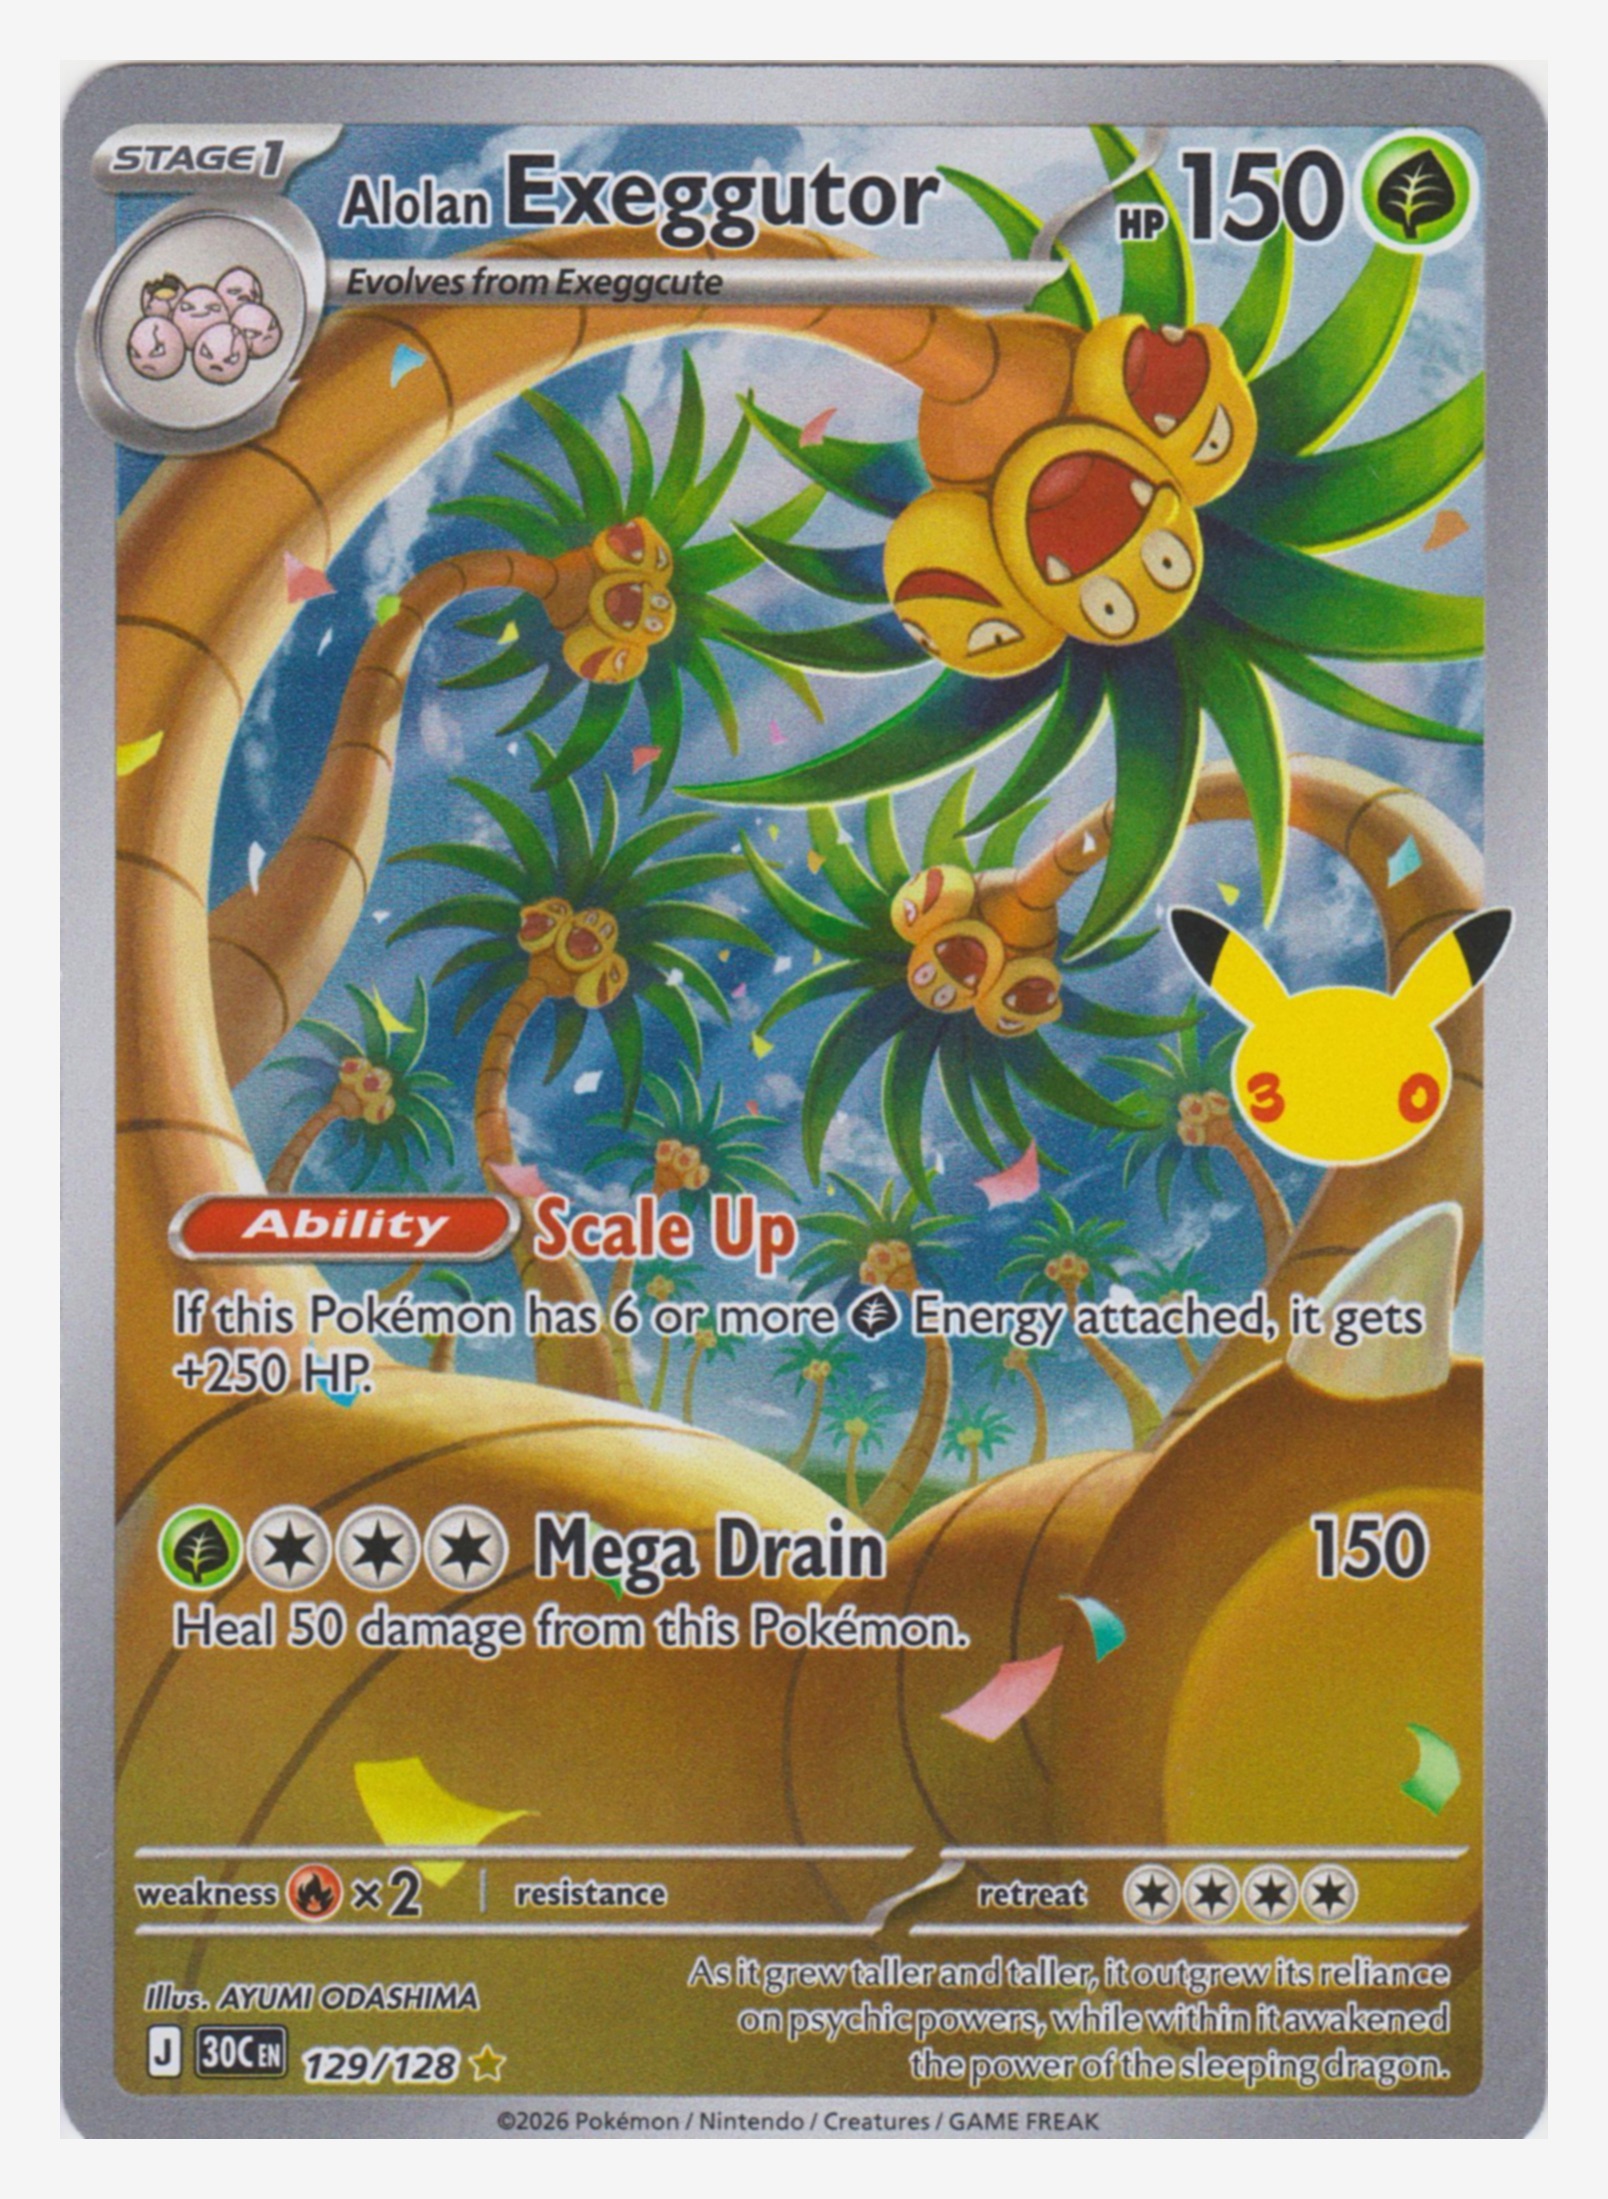 STAGE 1
Alolan Exeggutor
HP 150
Evolves from Exeggcute
30
Ability Scale Up
If this Pokémon has 6 or more Energy attached, it gets
+250 HP.
Mega Drain 150
Heal 50 damage from this Pokémon.
weakness ×2 resistance retreat
Illus. AYUMI ODASHIMA
As it grew taller and taller, it outgrew its reliance
on psychic powers, while within it awakened
the power of the sleeping dragon.
J 30C EN 129/128
©2026 Pokémon / Nintendo / Creatures / GAME FREAK